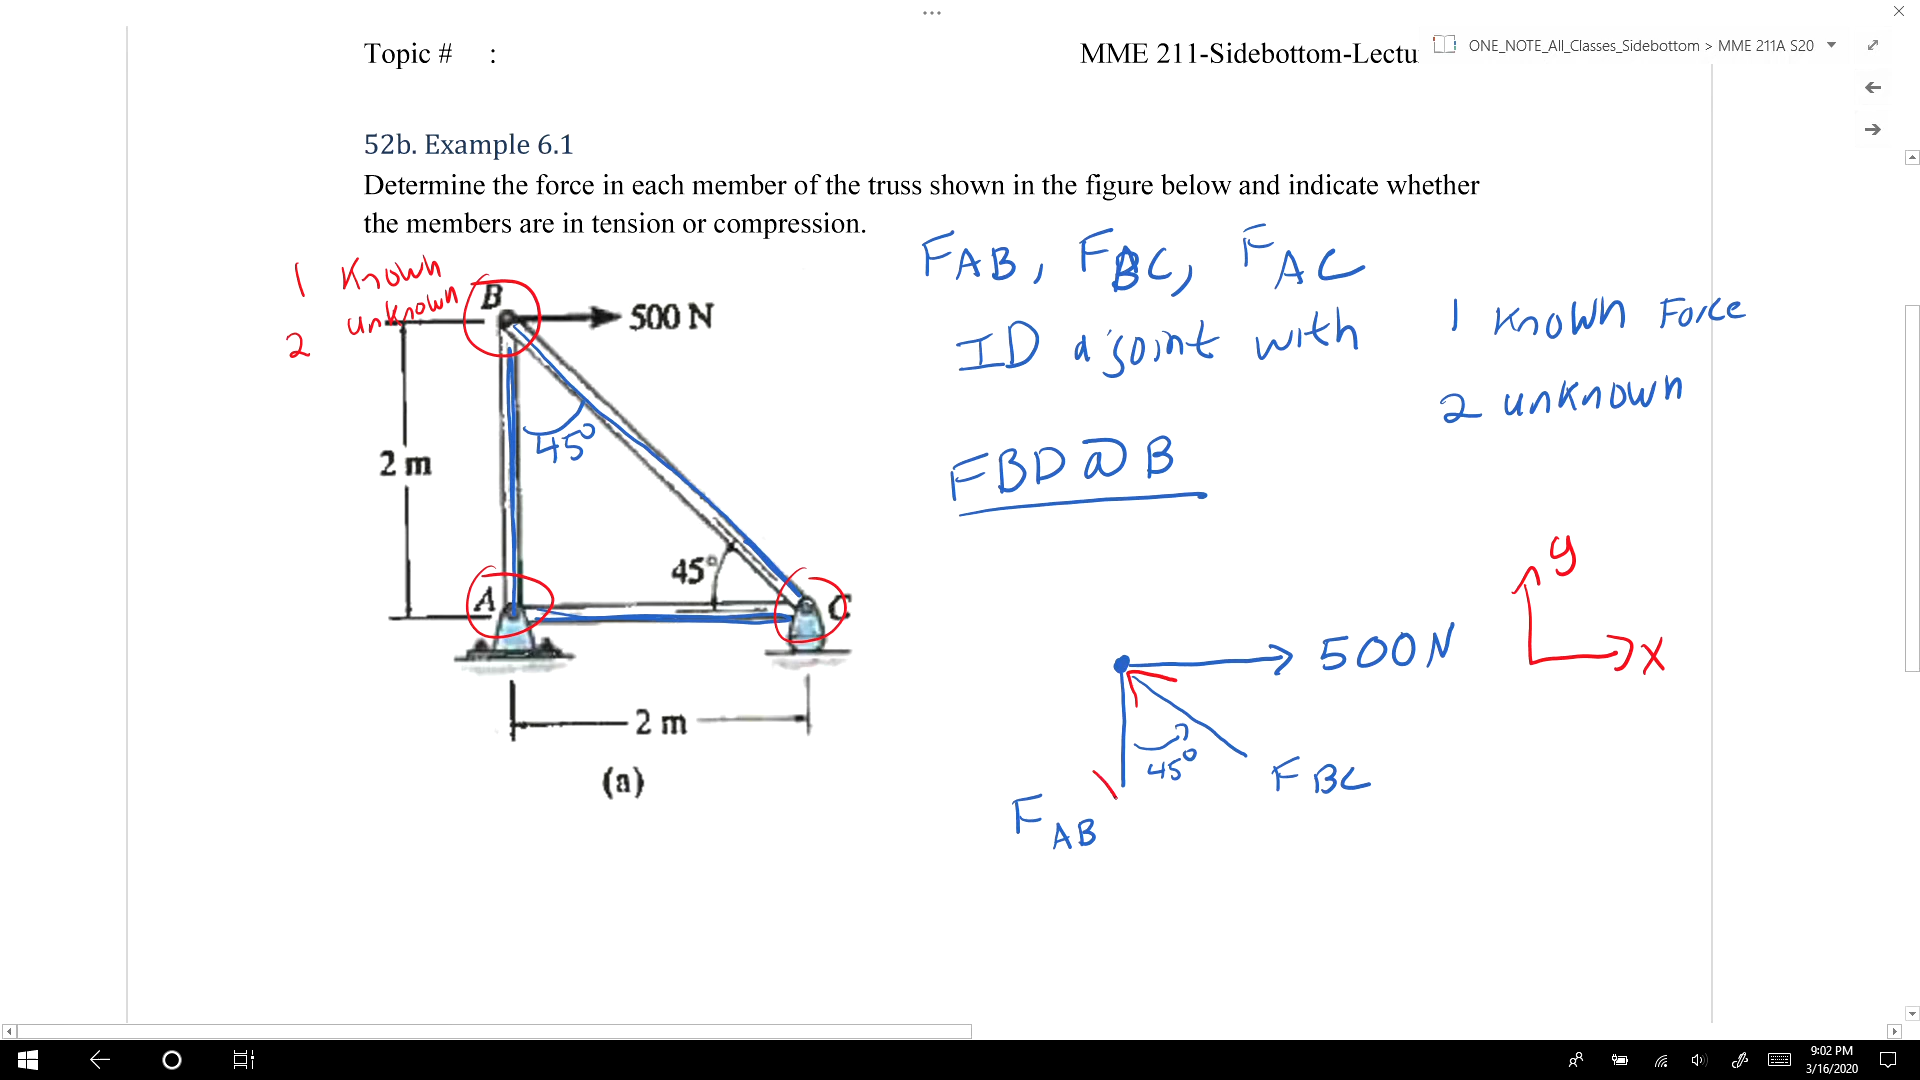 Topic # :
MME 211-Sidebottom-Lectu
ONE_NOTE_All_Classes_Sidebottom > MME 211A S20
52b. Example 6.1
Determine the force in each member of the truss shown in the figure below and indicate whether
the members are in tension or compression.
1 Known
2 unknown
B
500 N
45°
2 m
A
45°
C
2 m
(a)
FAB, FBC, FAC
ID a joint with
1 Known Force
2 unknown
FBD @ B
y
x
500 N
45°
FBC
FAB
9:02 PM
3/16/2020